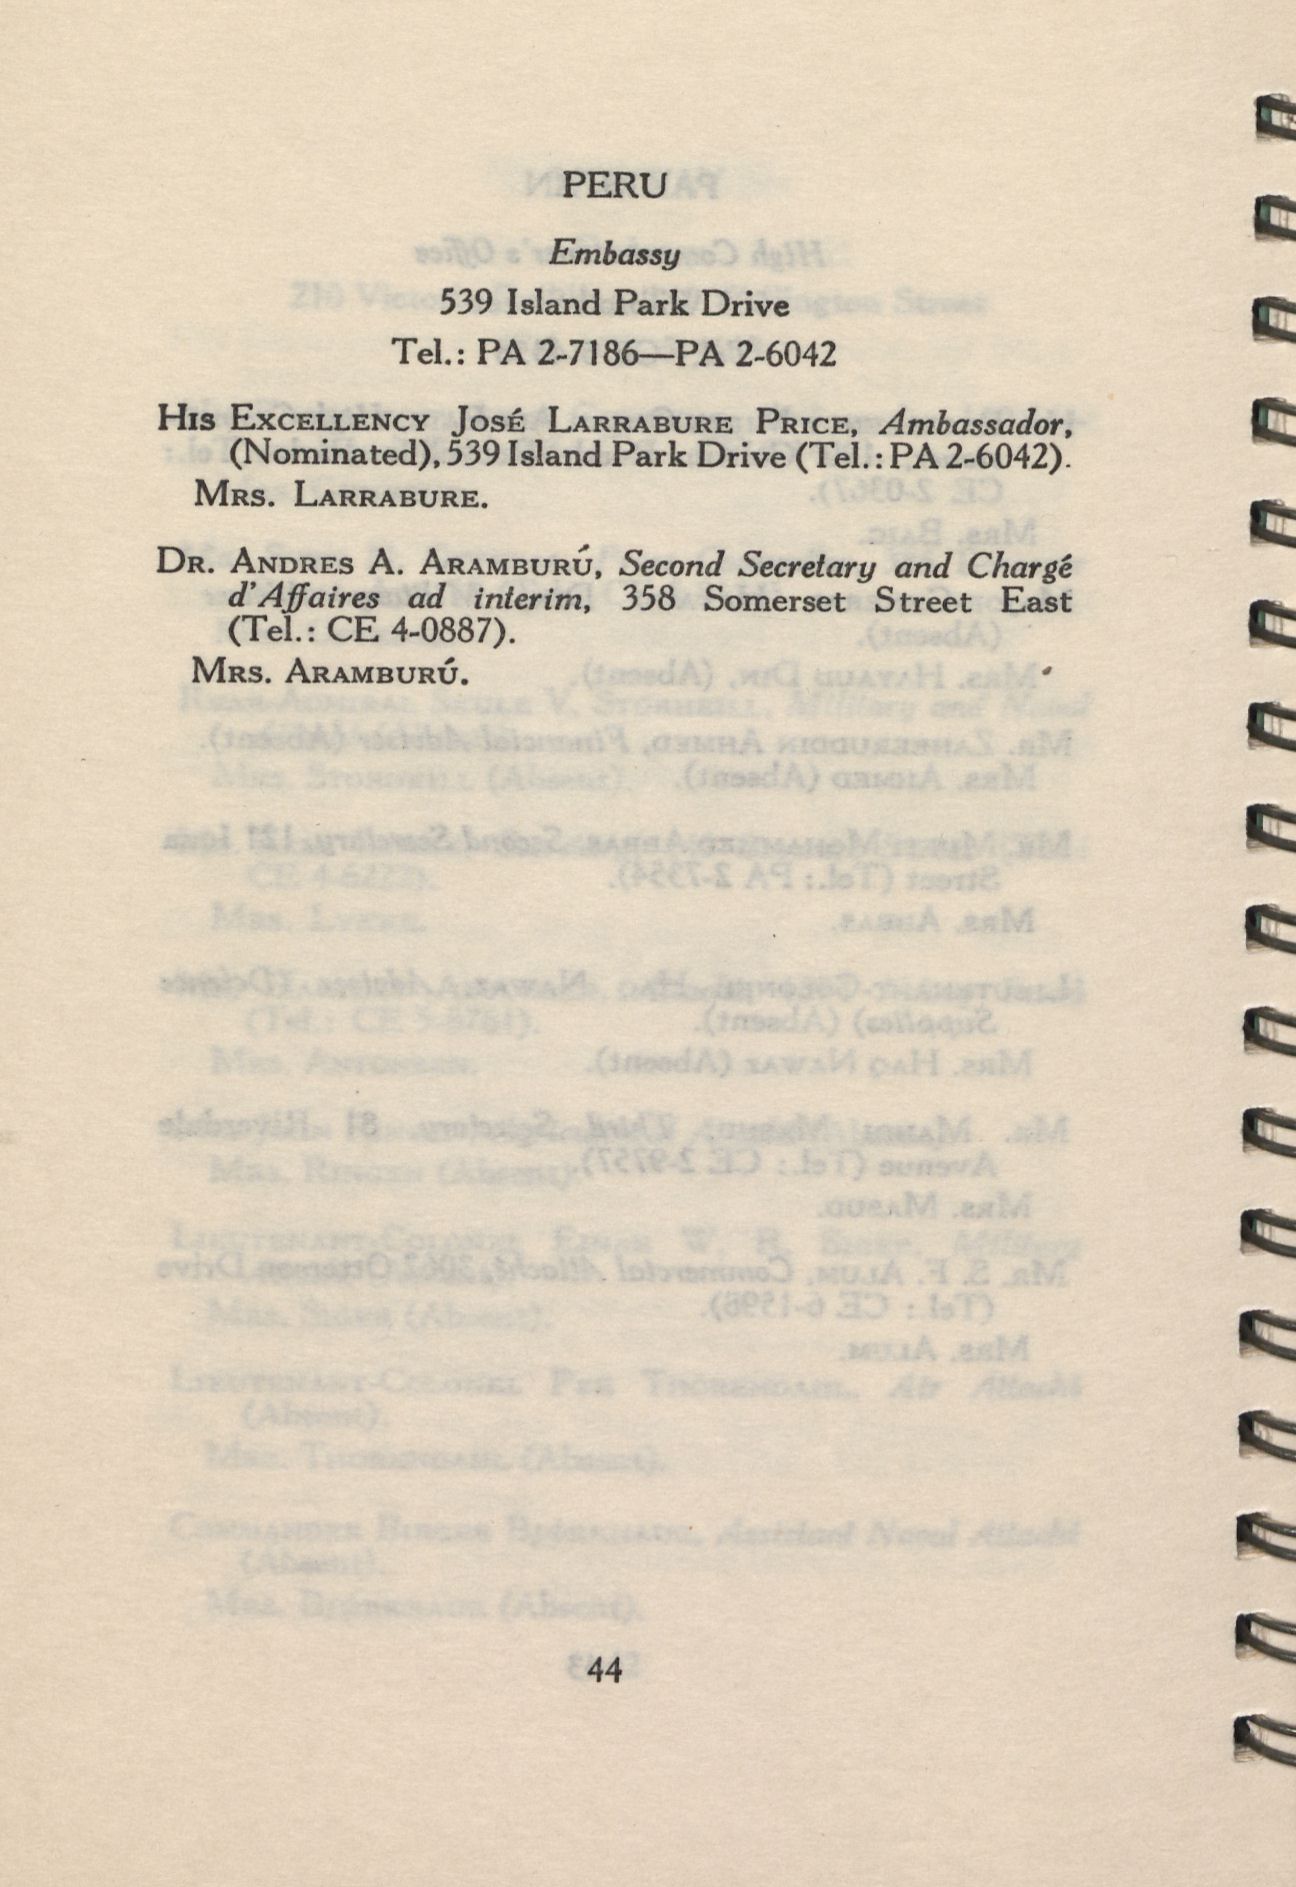 PERU
Embassy
539 Island Park Drive
Tel.: PA 2-7186—PA 2-6042
His Excellency José Larrabure Price, Ambassador,
(Nominated), 539 Island Park Drive (Tel.: PA 2-6042).
Mrs. Larrabure.
Dr. Andres A. Aramburú, Second Secretary and Chargé
d'Affaires ad interim, 358 Somerset Street East
(Tel.: CE 4-0887).
Mrs. Aramburú.
44